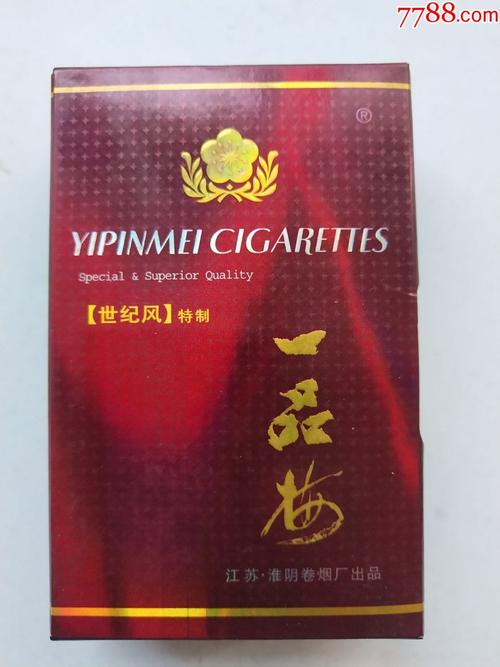 7788.com
®
YIPINMEI CIGARETTES
Special & Superior Quality
【世纪风】特制
一品梅
江苏·淮阴卷烟厂出品